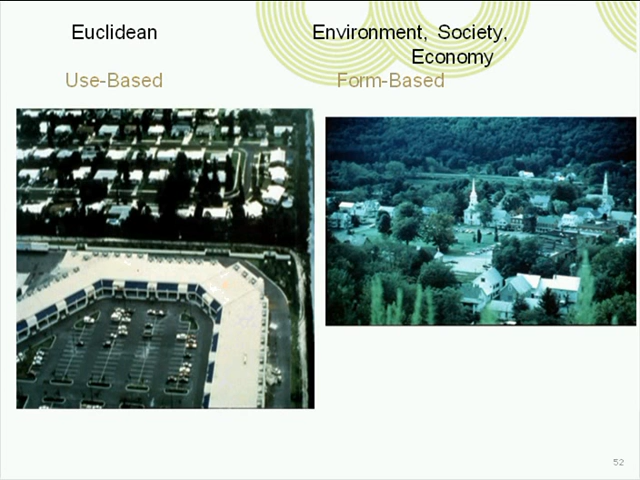 Euclidean
Environment, Society,
Economy
Use-Based
Form-Based
52